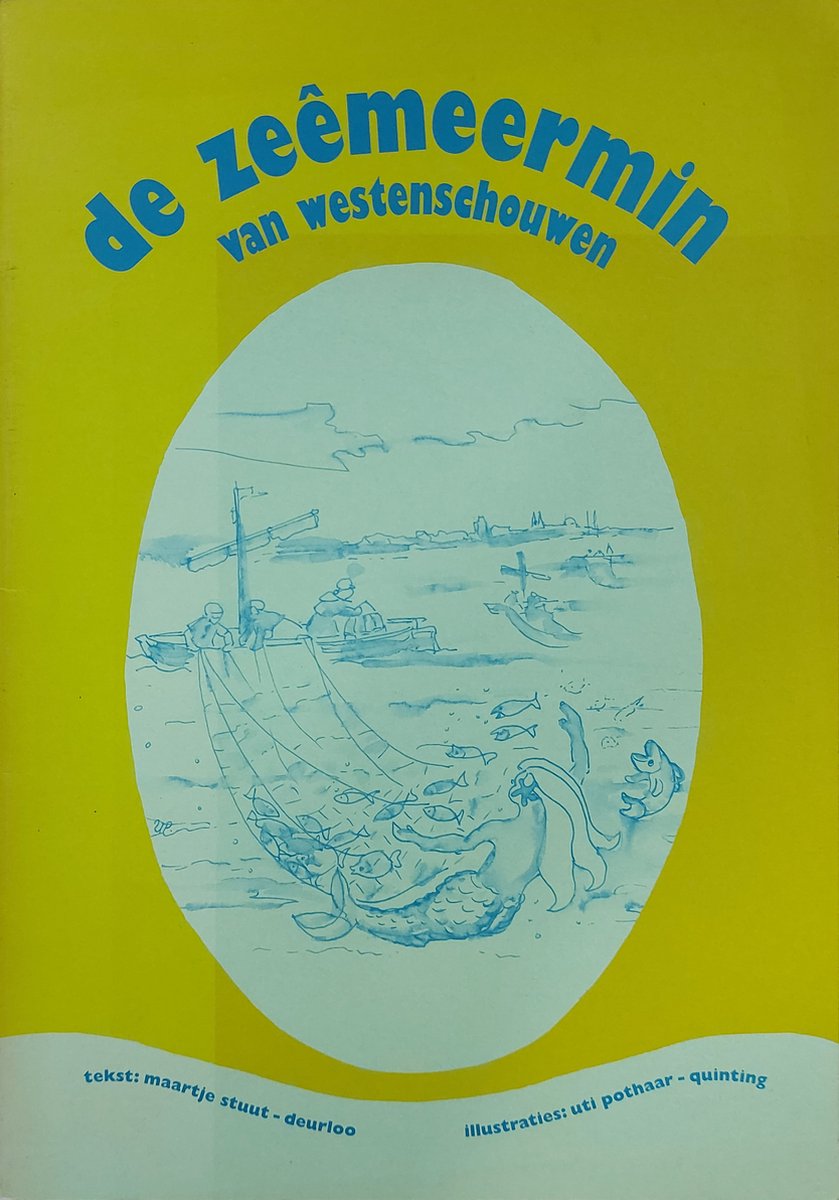 de zeêmeermin
van westenschouwen
tekst: maartje stuut - deurloo
illustraties: uti pothaar - quinting